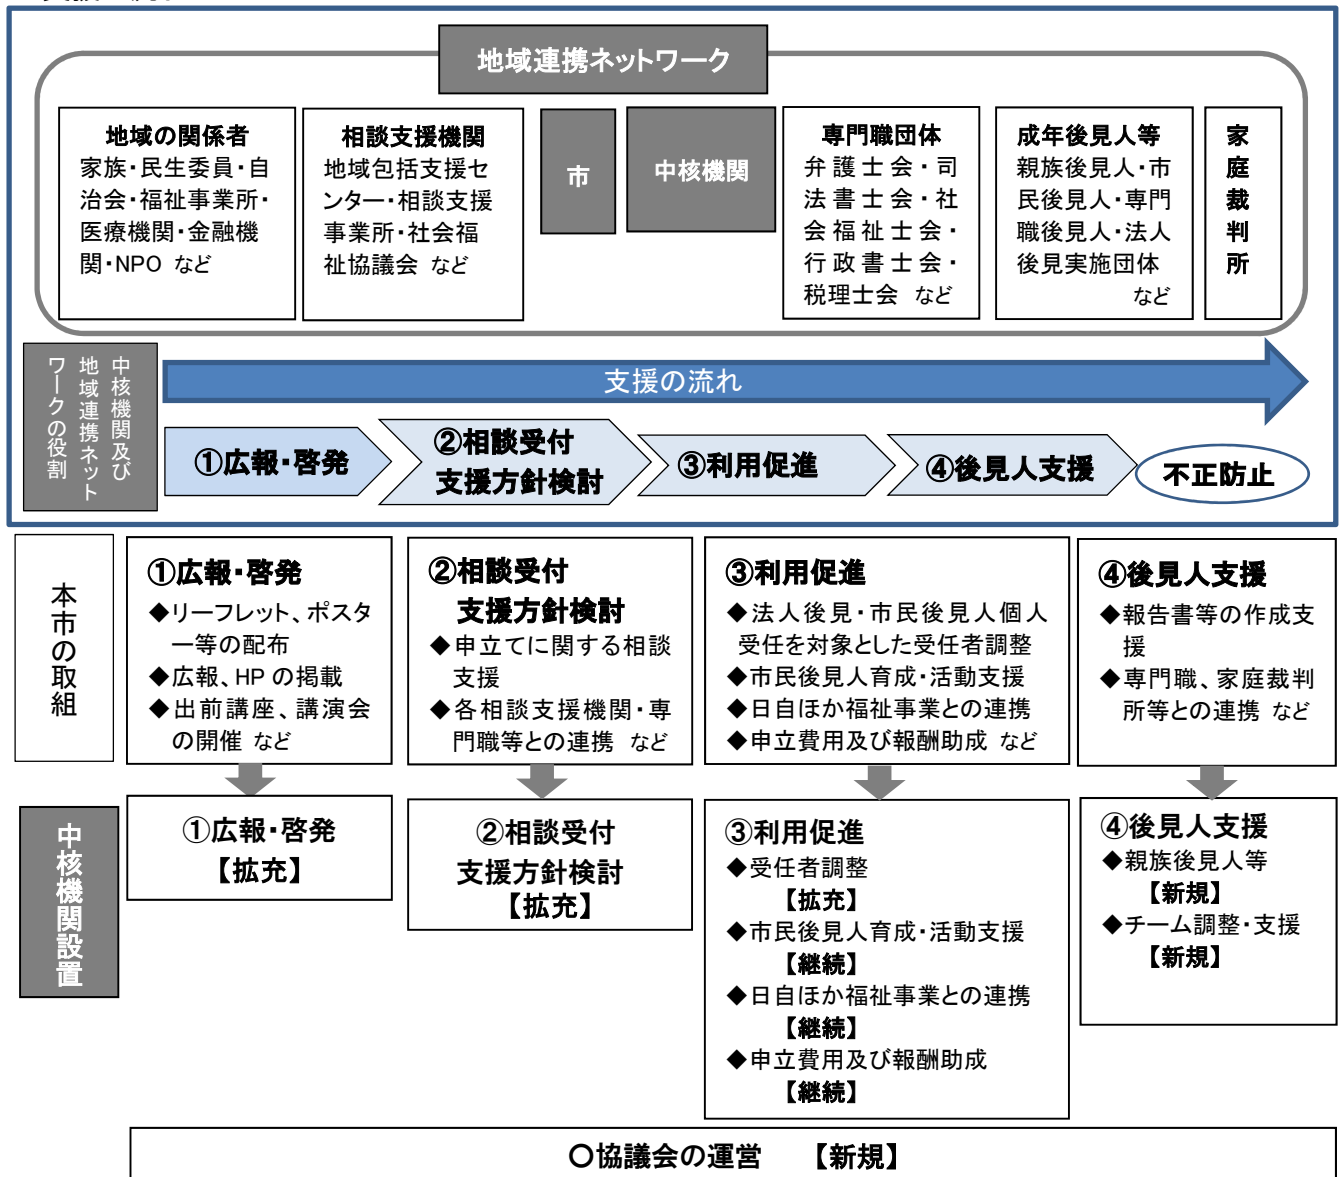 地域連携ネットワーク
地域の関係者
家族・民生委員・自
治会・福祉事業所・
医療機関・金融機
関・NPO など
相談支援機関
地域包括支援セ
ンター・相談支援
事業所・社会福
祉協議会 など
市
中核機関
専門職団体
弁護士会・司
法書士会・社
会福祉士会・
行政書士会・
税理士会 など
成年後見人等
親族後見人・市
民後見人・専門
職後見人・法人
後見実施団体
など
家庭裁判所
中核機関及び
地域連携ネット
ワークの役割
支援の流れ
①広報・啓発
②相談受付
支援方針検討
③利用促進
④後見人支援
不正防止
本市の取組
①広報・啓発
◆リーフレット、ポスタ
ー等の配布
◆広報、HP の掲載
◆出前講座、講演会
の開催 など
②相談受付
支援方針検討
◆申立てに関する相談
支援
◆各相談支援機関・専
門職等との連携 など
③利用促進
◆法人後見・市民後見人個人
受任を対象とした受任者調整
◆市民後見人育成・活動支援
◆日自ほか福祉事業との連携
◆申立費用及び報酬助成 など
④後見人支援
◆報告書等の作成支
援
◆専門職、家庭裁判
所等との連携 など
中核機関設置
①広報・啓発
【拡充】
②相談受付
支援方針検討
【拡充】
③利用促進
◆受任者調整
【拡充】
◆市民後見人育成・活動支援
【継続】
◆日自ほか福祉事業との連携
【継続】
◆申立費用及び報酬助成
【継続】
④後見人支援
◆親族後見人等
【新規】
◆チーム調整・支援
【新規】
〇協議会の運営 【新規】